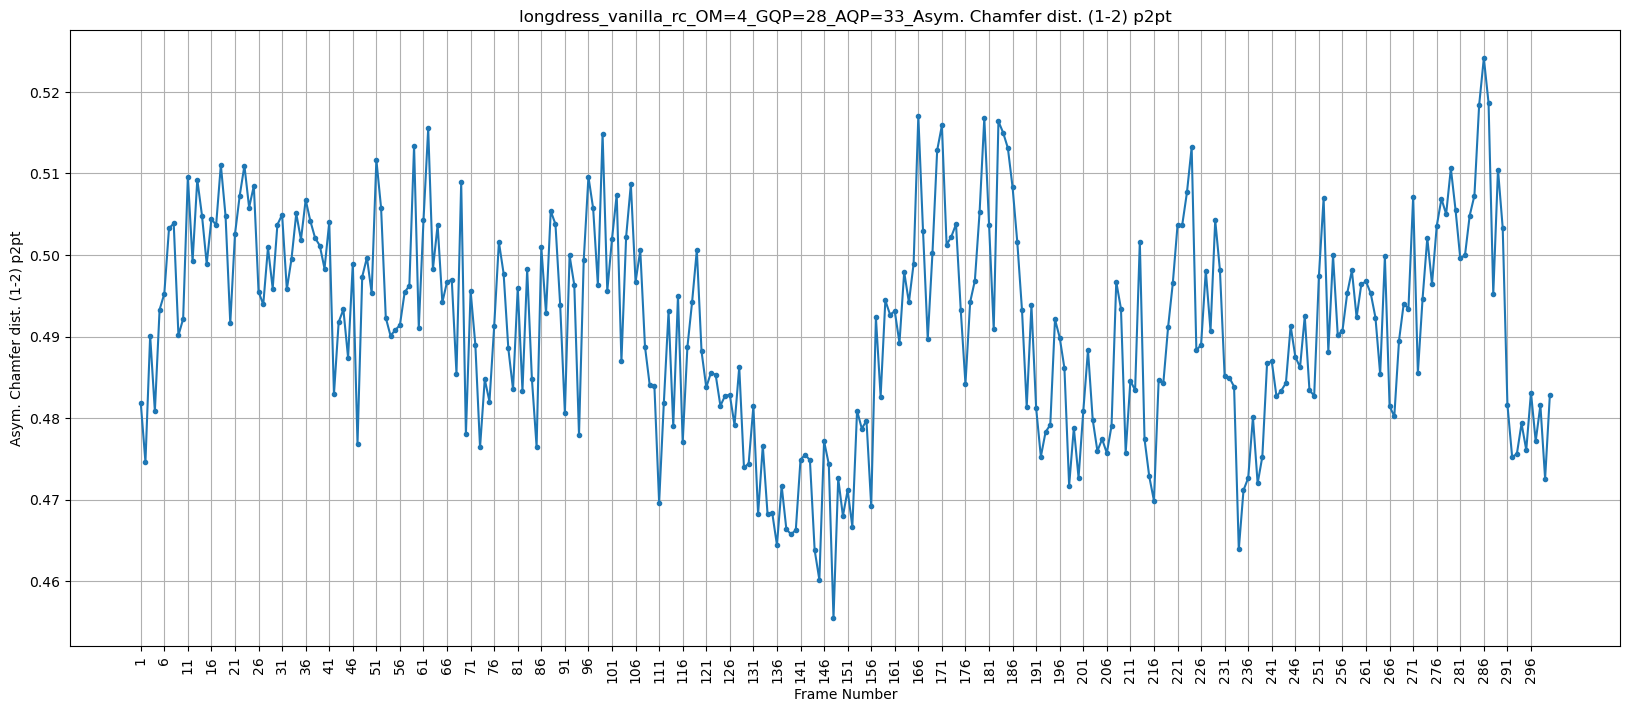 longdress_vanilla_rc_OM=4_GQP=28_AQP=33_Asym. Chamfer dist. (1-2) p2pt
Asym. Chamfer dist. (1-2) p2pt
0.52
0.51
0.50
0.49
0.48
0.47
0.46
1 6 11 16 21 26 31 36 41 46 51 56 61 66 71 76 81 86 91 96 101 106 111 116 121 126 131 136 141 146 151 156 161 166 171 176 181 186 191 196 201 206 211 216 221 226 231 236 241 246 251 256 261 266 271 276 281 286 291 296
Frame Number